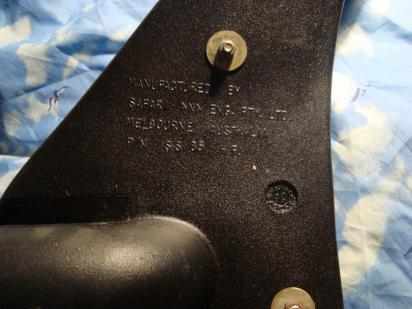 MANUFACTURED BY
SAFARI ENG. PTY. LTD.
MELBOURNE AUSTRALIA
P/N